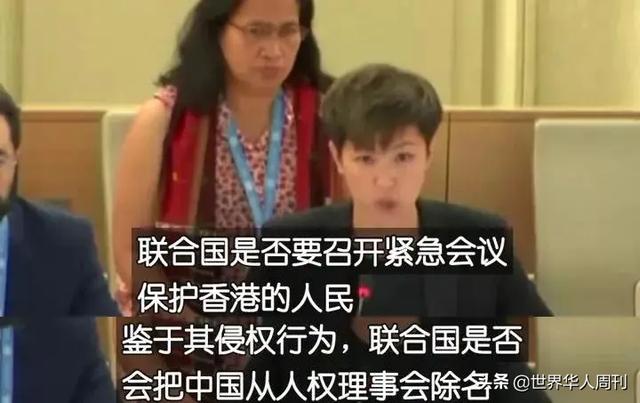 联合国是否要召开紧急会议
保护香港的人民
鉴于其侵权行为，联合国是否
会把中国从人权理事会除名
头条@世界华人周刊